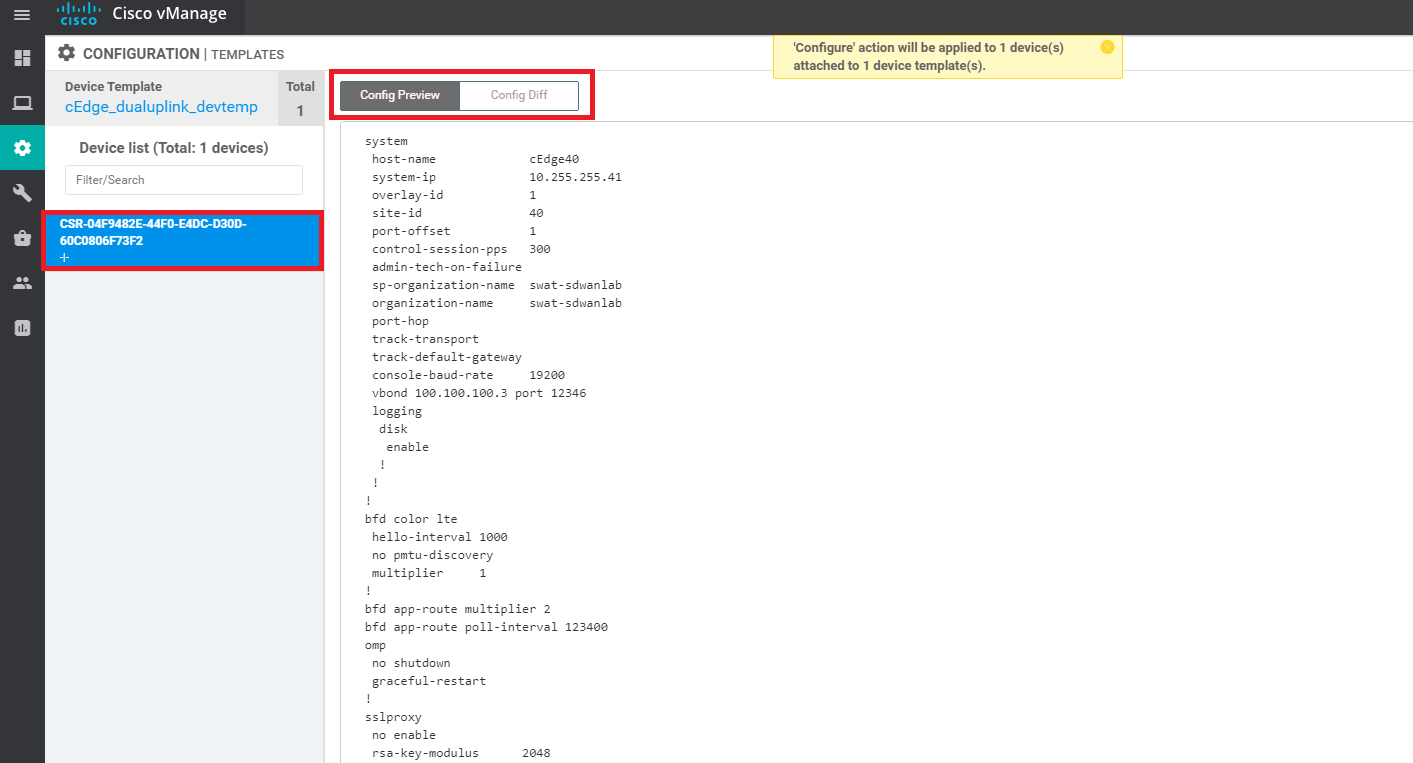 CISCO Cisco vManage
CONFIGURATION | TEMPLATES
'Configure' action will be applied to 1 device(s)
attached to 1 device template(s).
Device Template
cEdge_dualuplink_devtemp
Total
1
Device list (Total: 1 devices)
Filter/Search
CSR-04F9482E-44F0-E4DC-D30D-
60C0806F73F2
+
Config Preview
Config Diff
system
host-name cEdge40
system-ip 10.255.255.41
overlay-id 1
site-id 40
port-offset 1
control-session-pps 300
admin-tech-on-failure
sp-organization-name swat-sdwanlab
organization-name swat-sdwanlab
port-hop
track-transport
track-default-gateway
console-baud-rate 19200
vbond 100.100.100.3 port 12346
logging
disk
enable
!
!
!
bfd color lte
hello-interval 1000
no pmtu-discovery
multiplier 1
!
bfd app-route multiplier 2
bfd app-route poll-interval 123400
omp
no shutdown
graceful-restart
!
sslproxy
no enable
rsa-key-modulus 2048